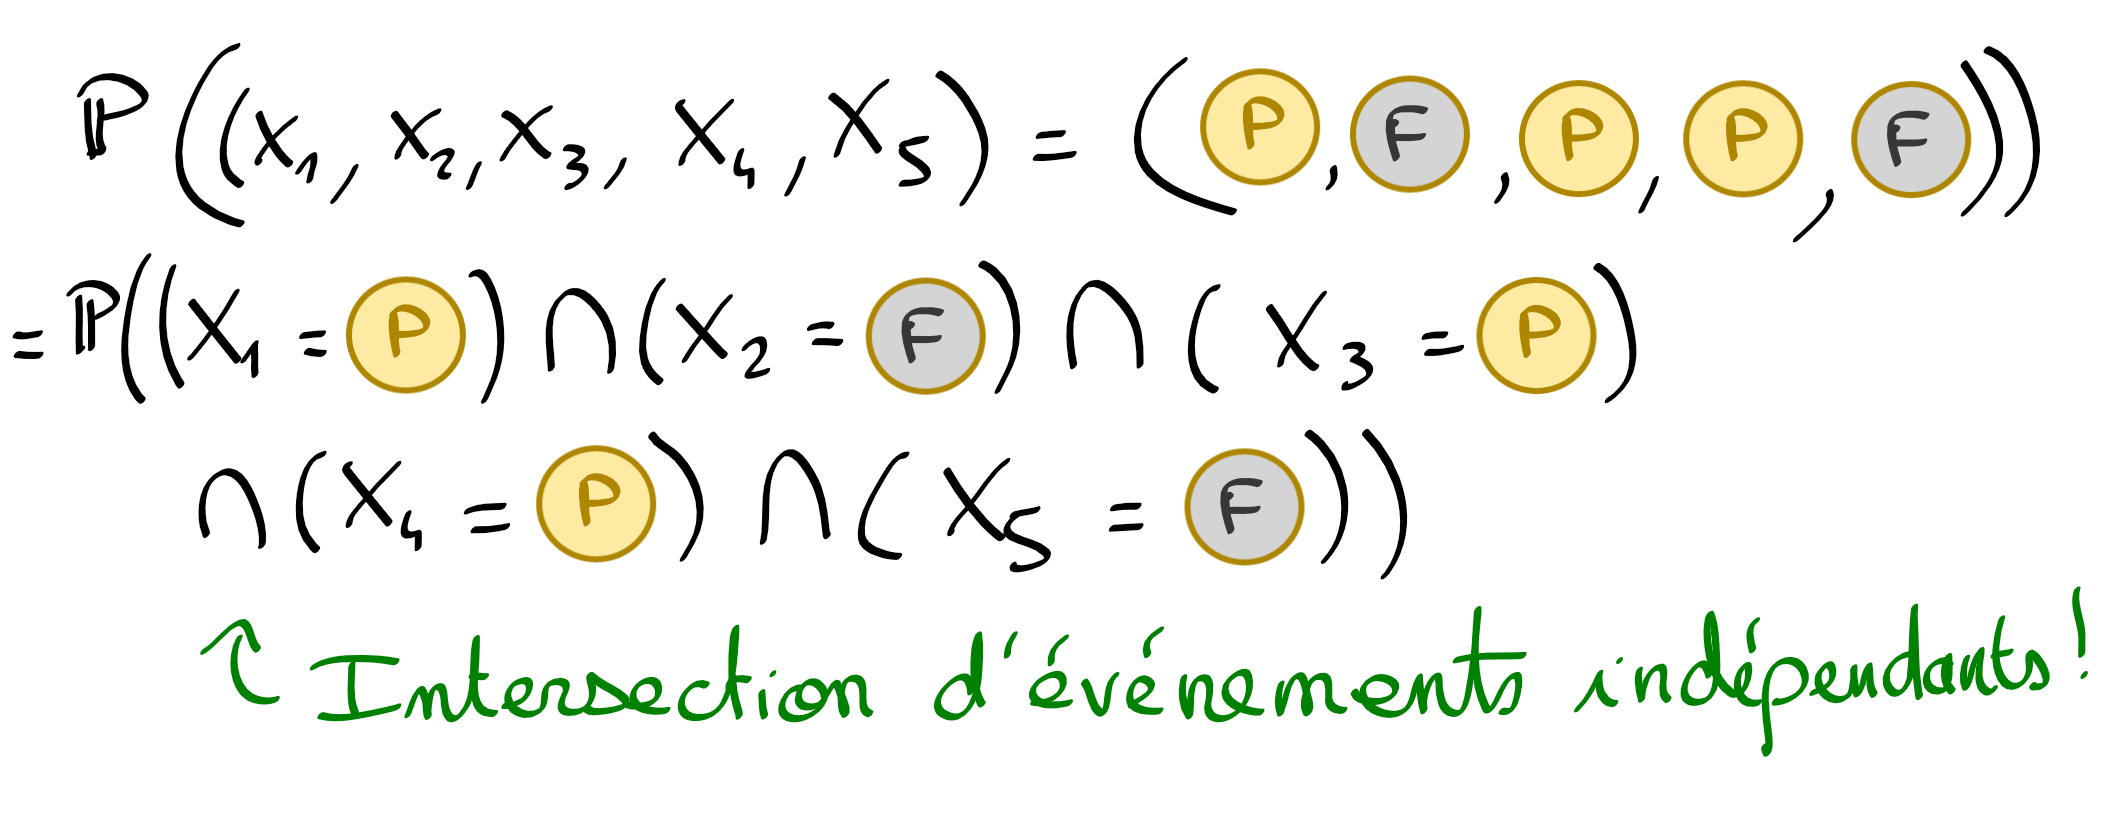 ℙ((X₁, X₂, X₃, X₄, X₅) = (P, F, P, P, F))
= ℙ((X₁ = P) ∩ (X₂ = F) ∩ (X₃ = P)
∩ (X₄ = P) ∩ (X₅ = F))
Intersection d'événements indépendants !